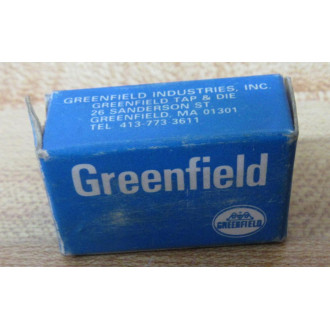 GREENFIELD INDUSTRIES, INC.
GREENFIELD TAP & DIE
26 SANDERSON ST
GREENFIELD, MA 01301
TEL 413-773 3611
Greenfield
GREENFIELD